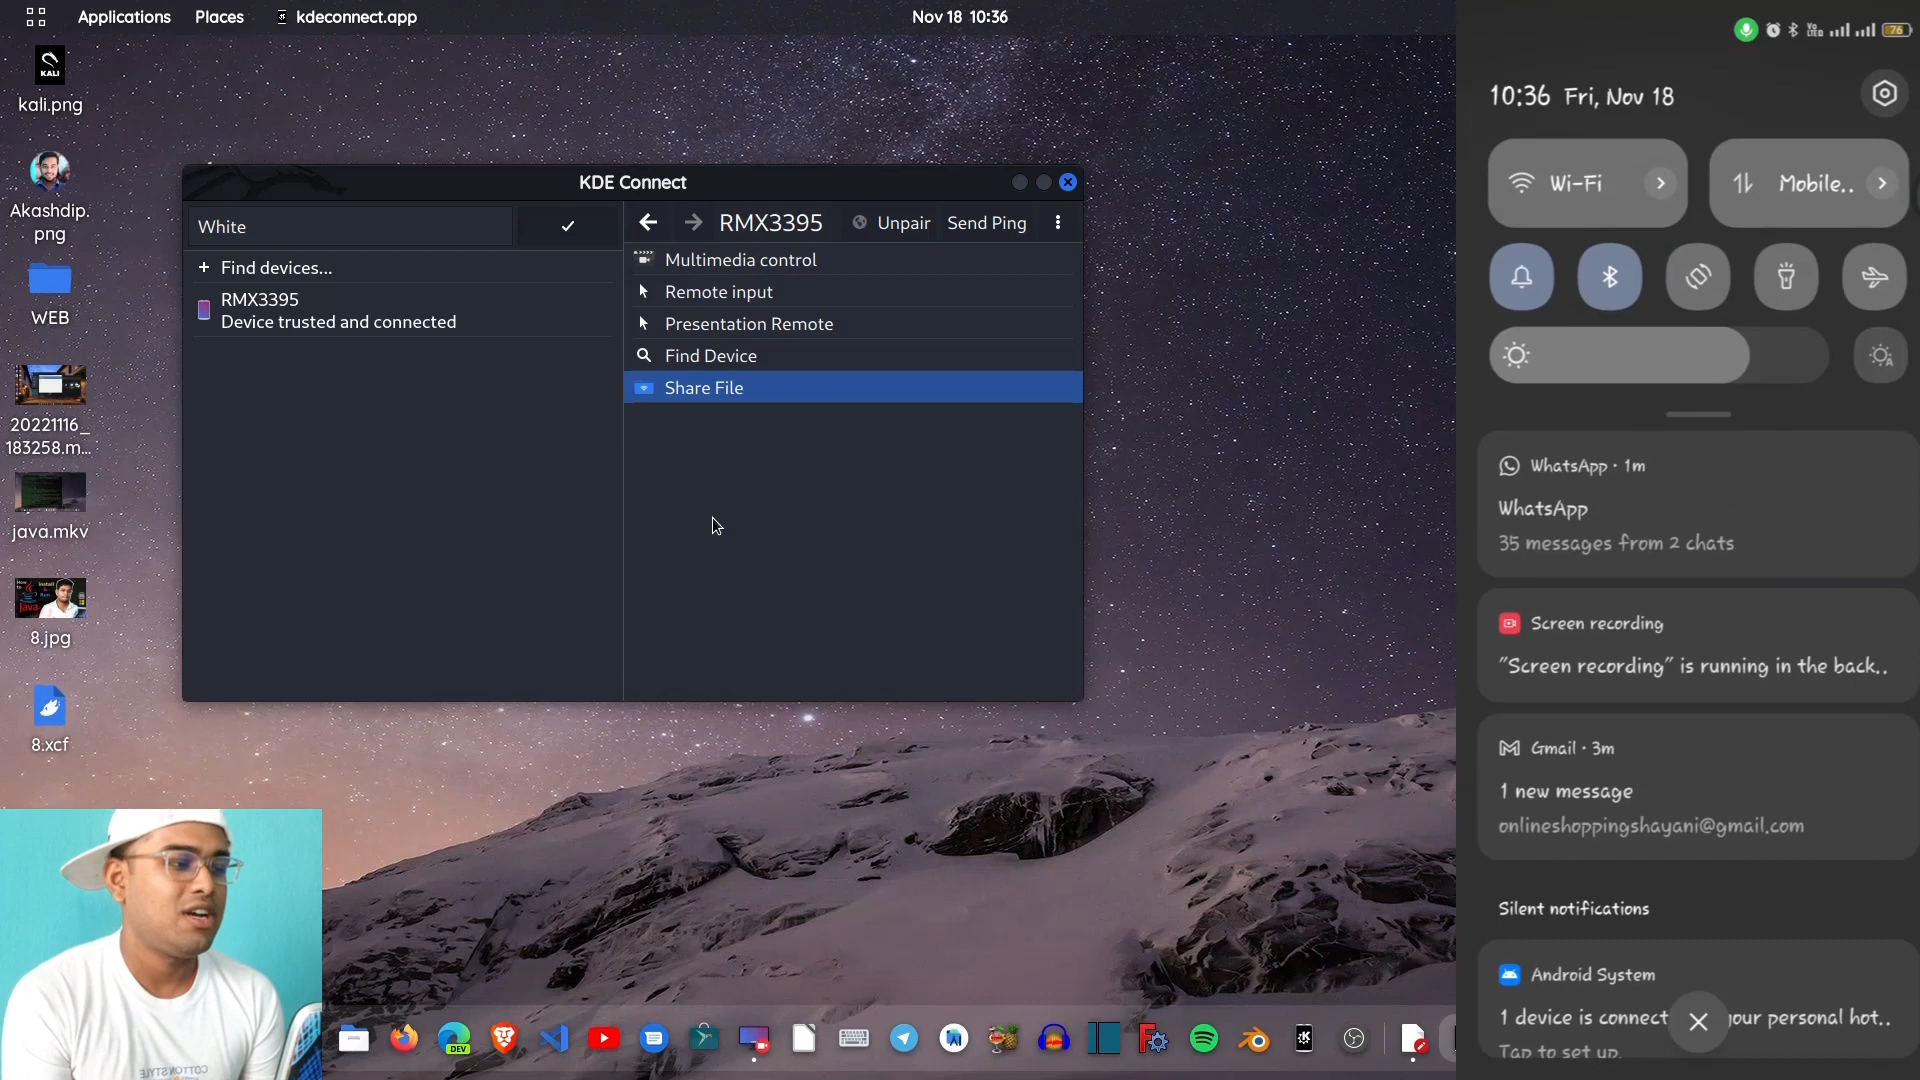 Applications
Places
kdeconnect.app
Nov 18 10:36
KALI
kali.png
Akashdip.
png
WEB
20221116_
183258.m...
java.mkv
8.jpg
8.xcf
KDE Connect
White
Find devices...
RMX3395
Device trusted and connected
RMX3395
Unpair
Send Ping
Multimedia control
Remote input
Presentation Remote
Find Device
Share File
DEV
76
10:36 Fri, Nov 18
Wi-Fi
Mobile..
WhatsApp • 1m
WhatsApp
35 messages from 2 chats
Screen recording
"Screen recording" is running in the back..
Gmail • 3m
1 new message
onlineshoppingshayani@gmail.com
Silent notifications
Android System
1 device is connect
your personal hot..
Tap to set up.